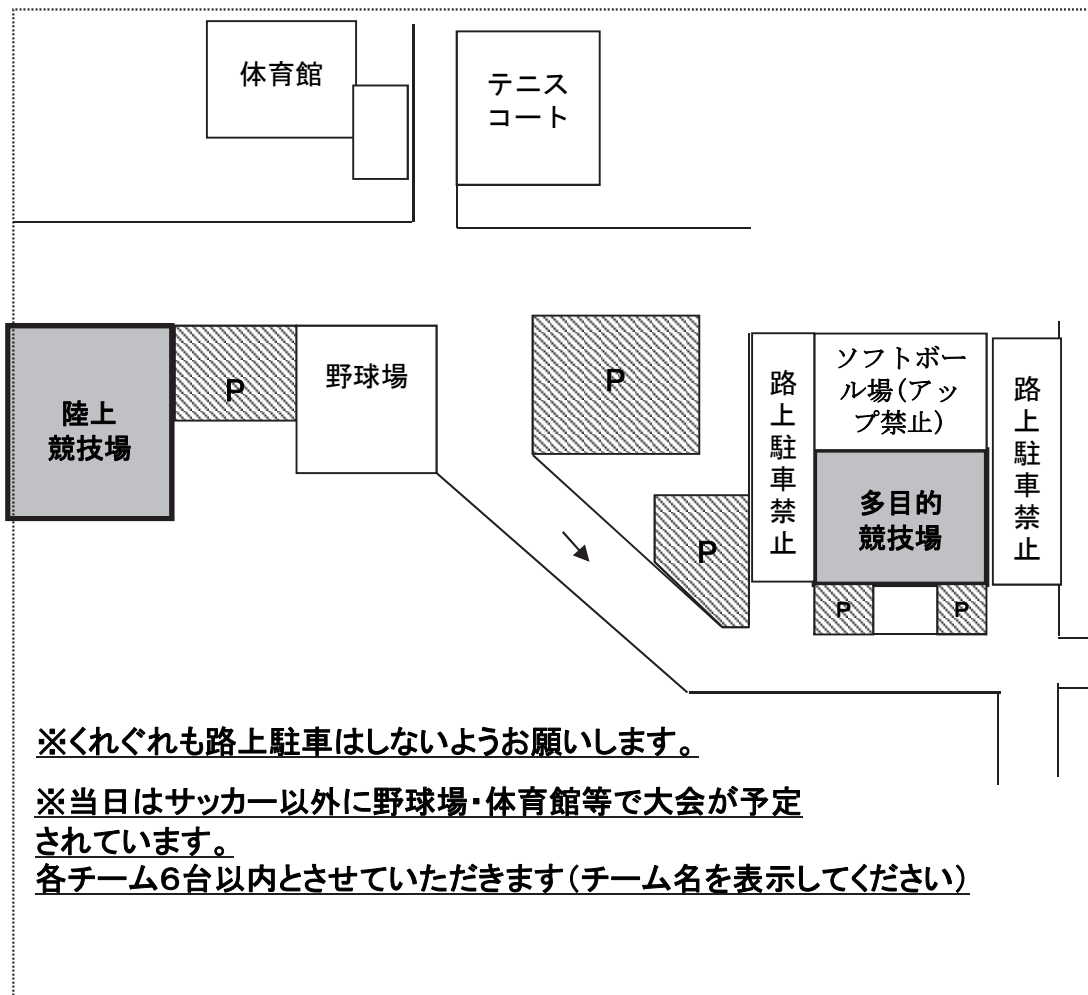 体育館
テニス
コート
陸上
競技場
P
野球場
P
P
路上駐車禁止
ソフトボー
ル場(アッ
プ禁止)
多目的
競技場
P
P
路上駐車禁止
※くれぐれも路上駐車はしないようお願いします。
※当日はサッカー以外に野球場・体育館等で大会が予定
されています。
各チーム6台以内とさせていただきます(チーム名を表示してください)